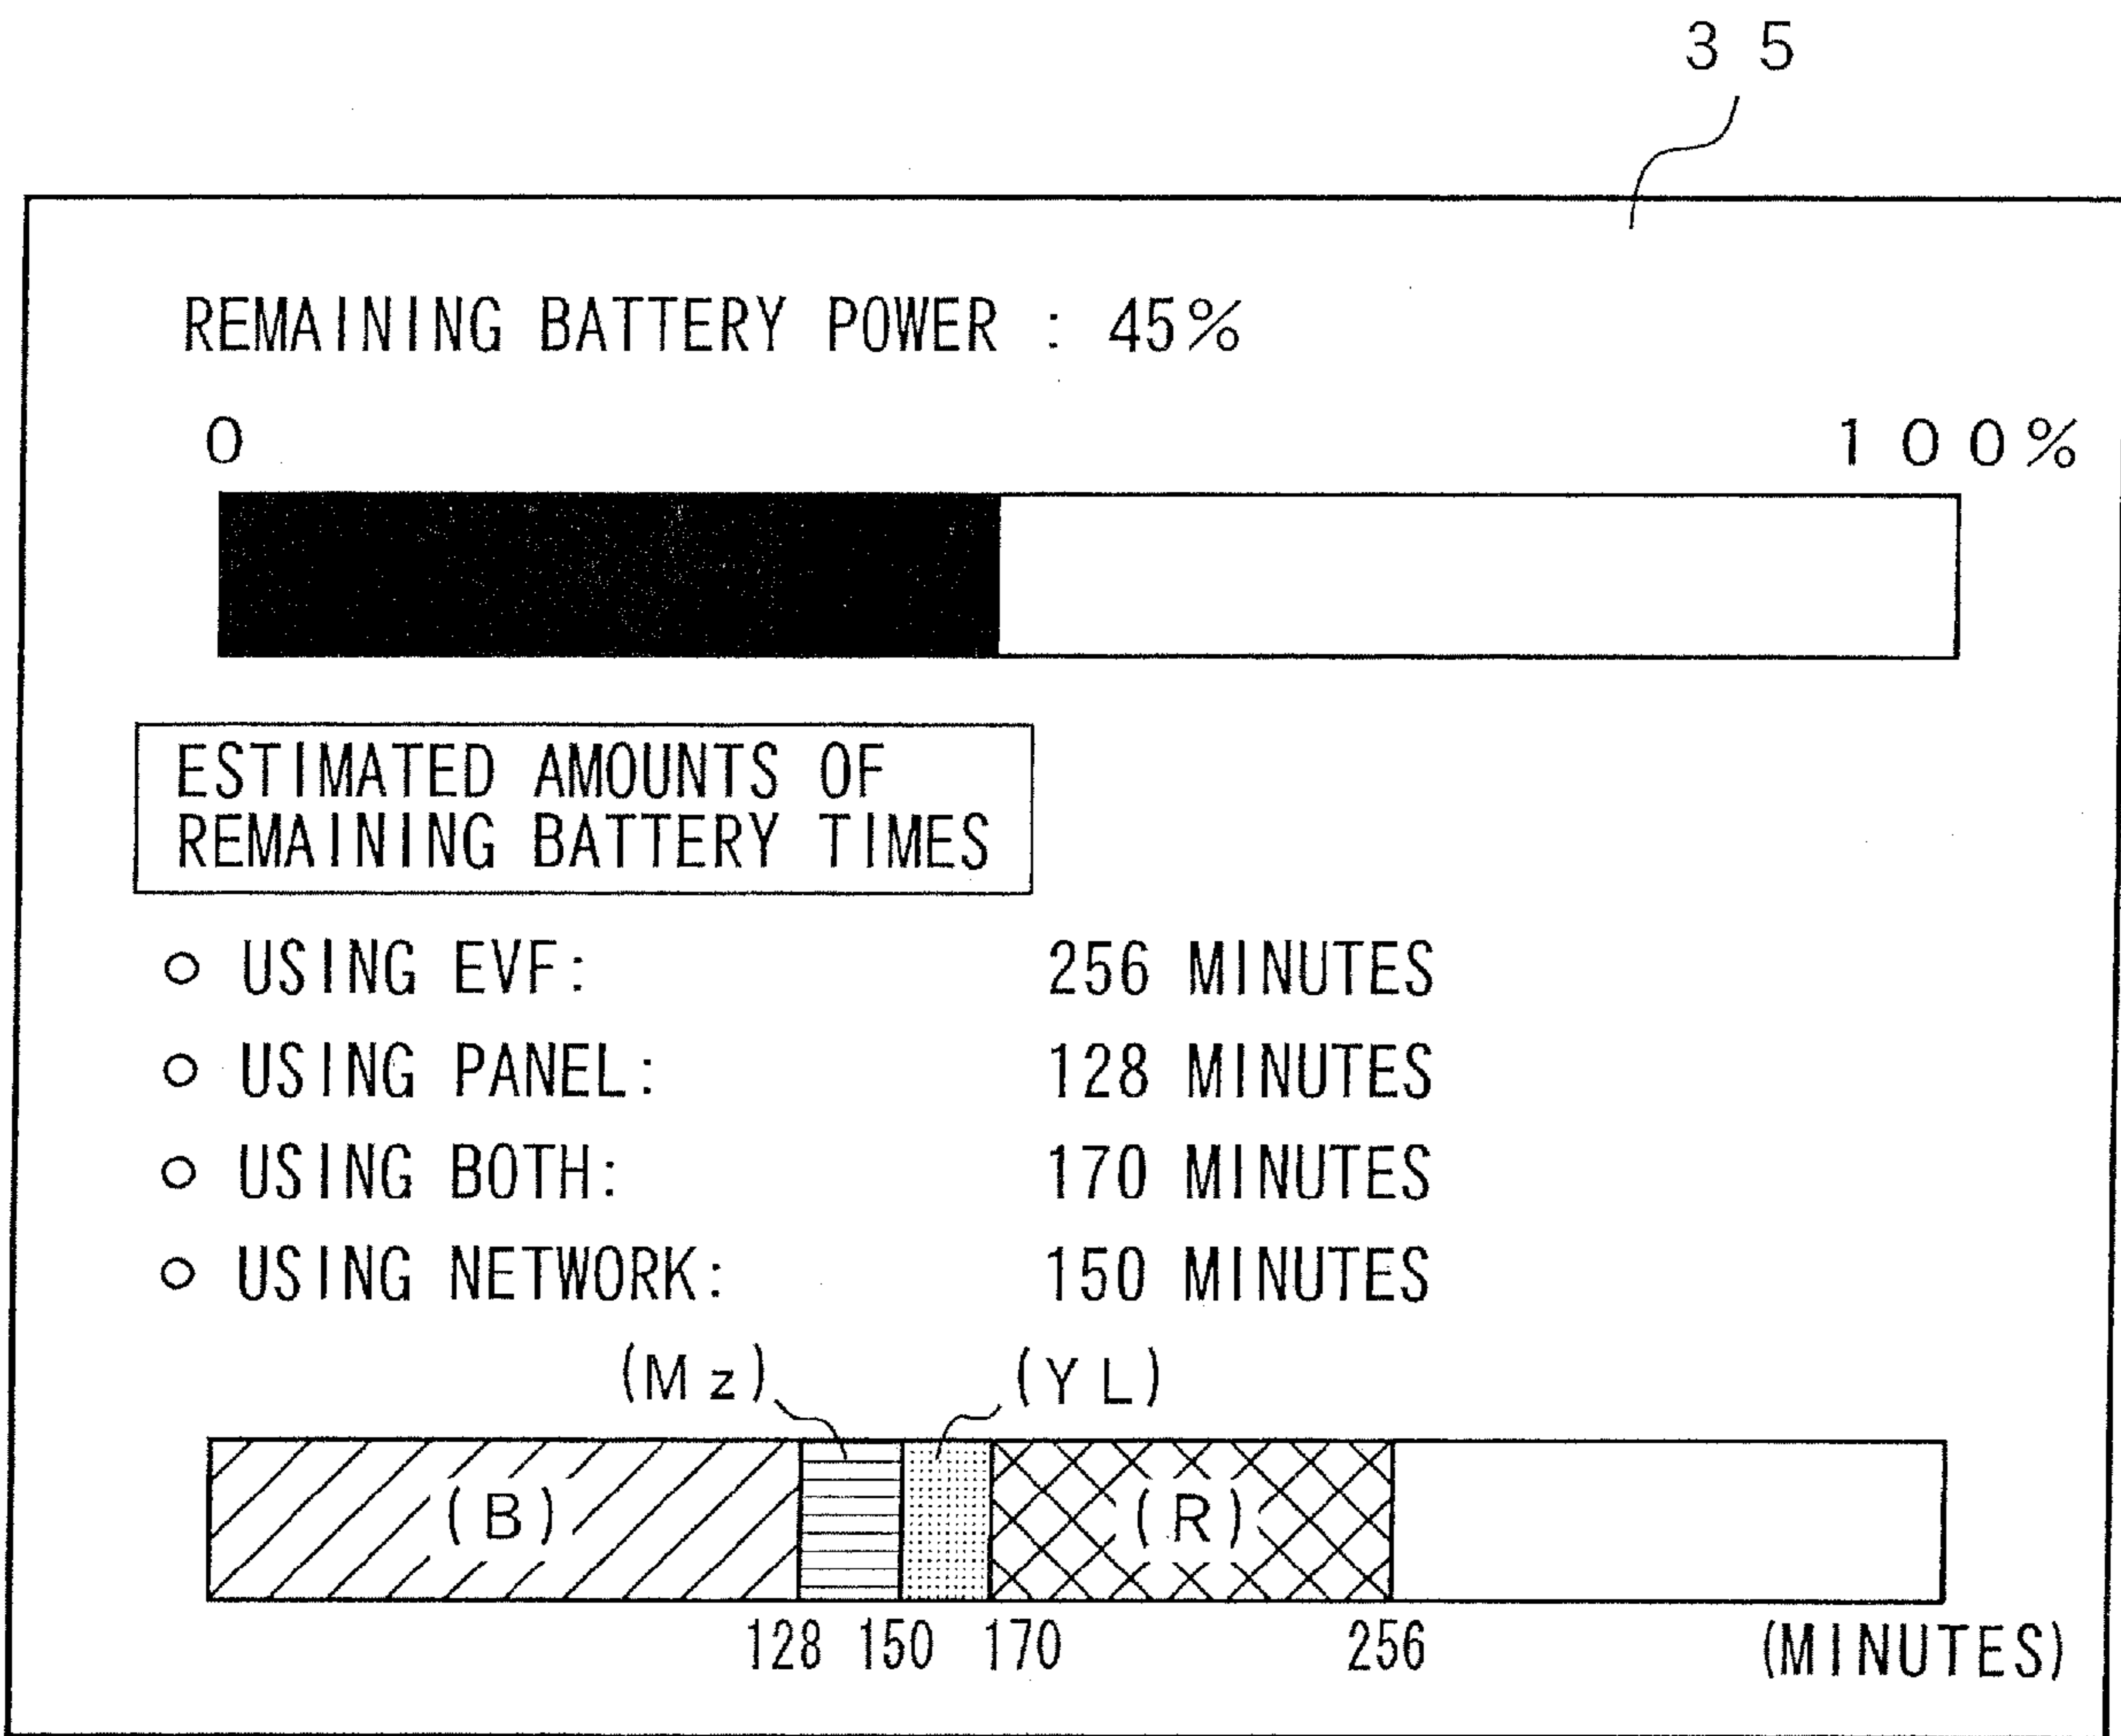 35
REMAINING BATTERY POWER : 45%
0 100%
ESTIMATED AMOUNTS OF
REMAINING BATTERY TIMES
○ USING EVF: 256 MINUTES
○ USING PANEL: 128 MINUTES
○ USING BOTH: 170 MINUTES
○ USING NETWORK: 150 MINUTES
(Mz) (YL)
(B) (R)
128 150 170 256 (MINUTES)